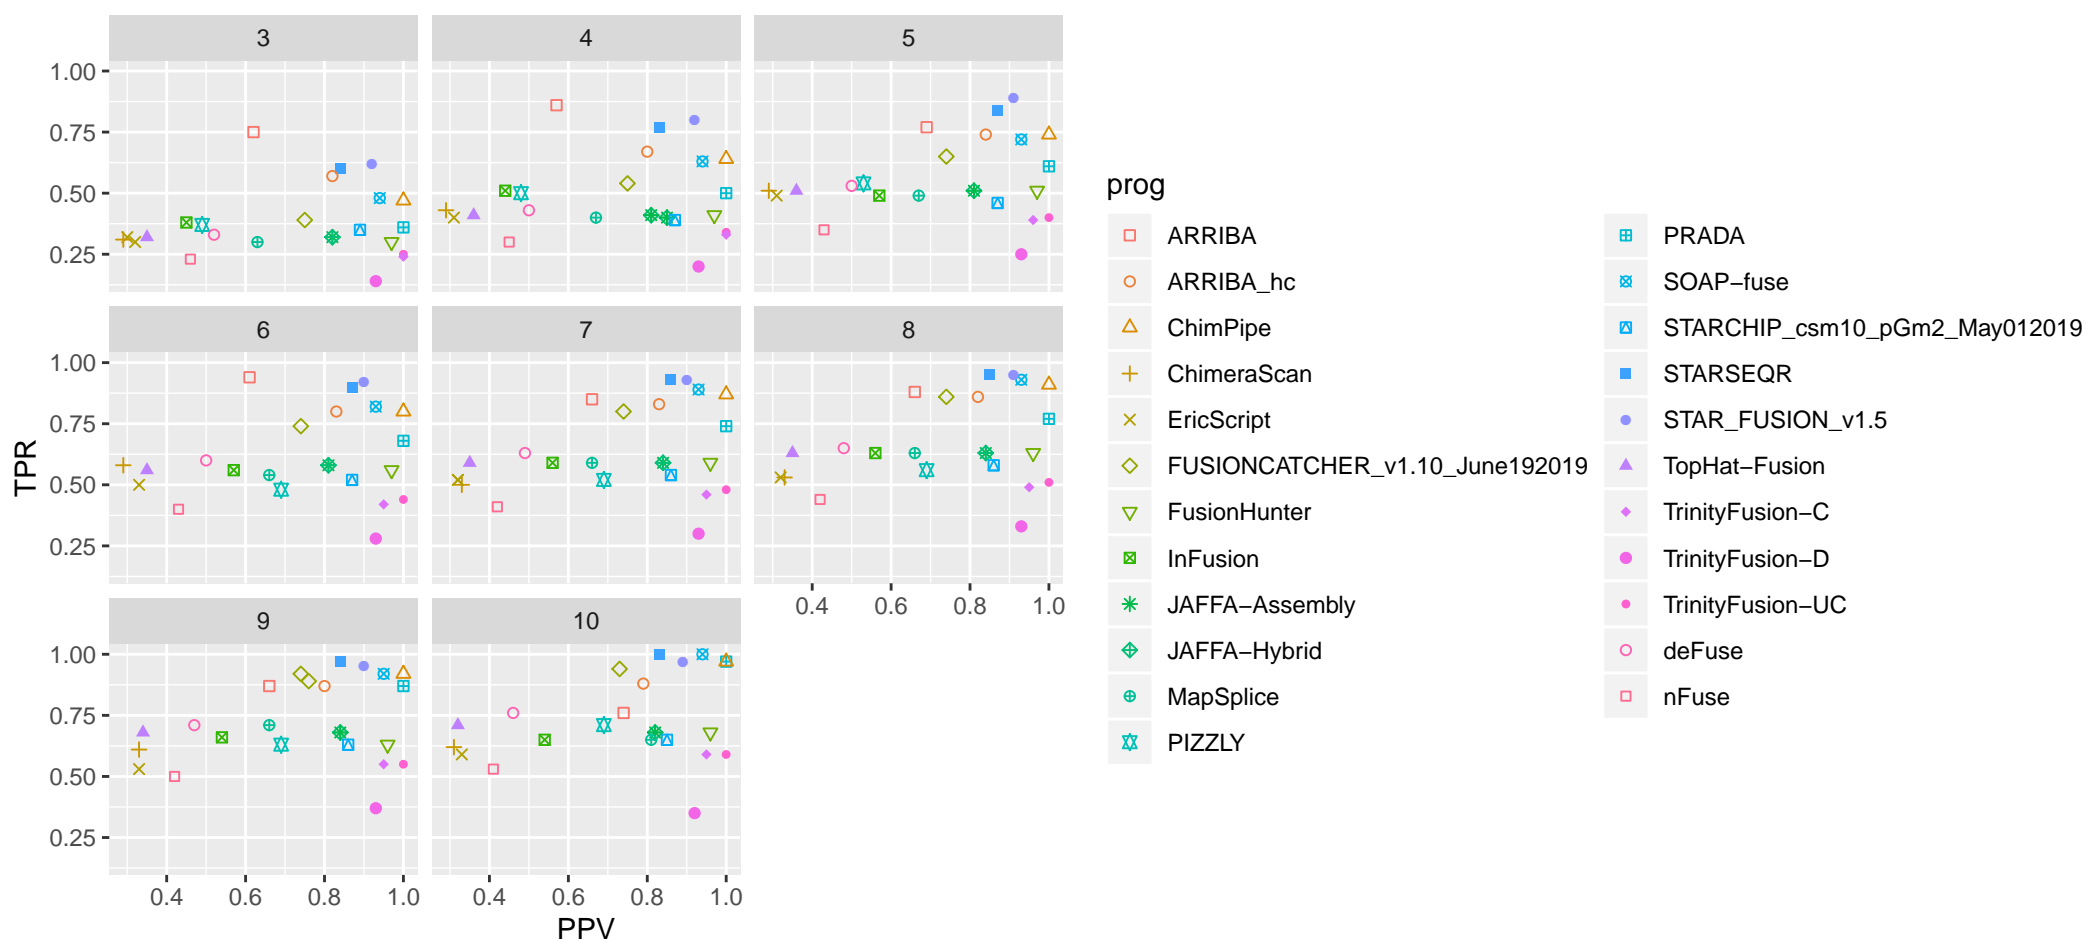 3 4 5
1.00
0.75
0.50
0.25
6 7 8
1.00
0.75
0.50
0.25
0.4 0.6 0.8 1.0
9 10
1.00
0.75
0.50
0.25
0.4 0.6 0.8 1.0 0.4 0.6 0.8 1.0
PPV
TPR
prog
ARRIBA
ARRIBA_hc
ChimPipe
ChimeraScan
EricScript
FUSIONCATCHER_v1.10_June192019
FusionHunter
InFusion
JAFFA−Assembly
JAFFA−Hybrid
MapSplice
PIZZLY
PRADA
SOAP−fuse
STARCHIP_csm10_pGm2_May012019
STARSEQR
STAR_FUSION_v1.5
TopHat−Fusion
TrinityFusion−C
TrinityFusion−D
TrinityFusion−UC
deFuse
nFuse